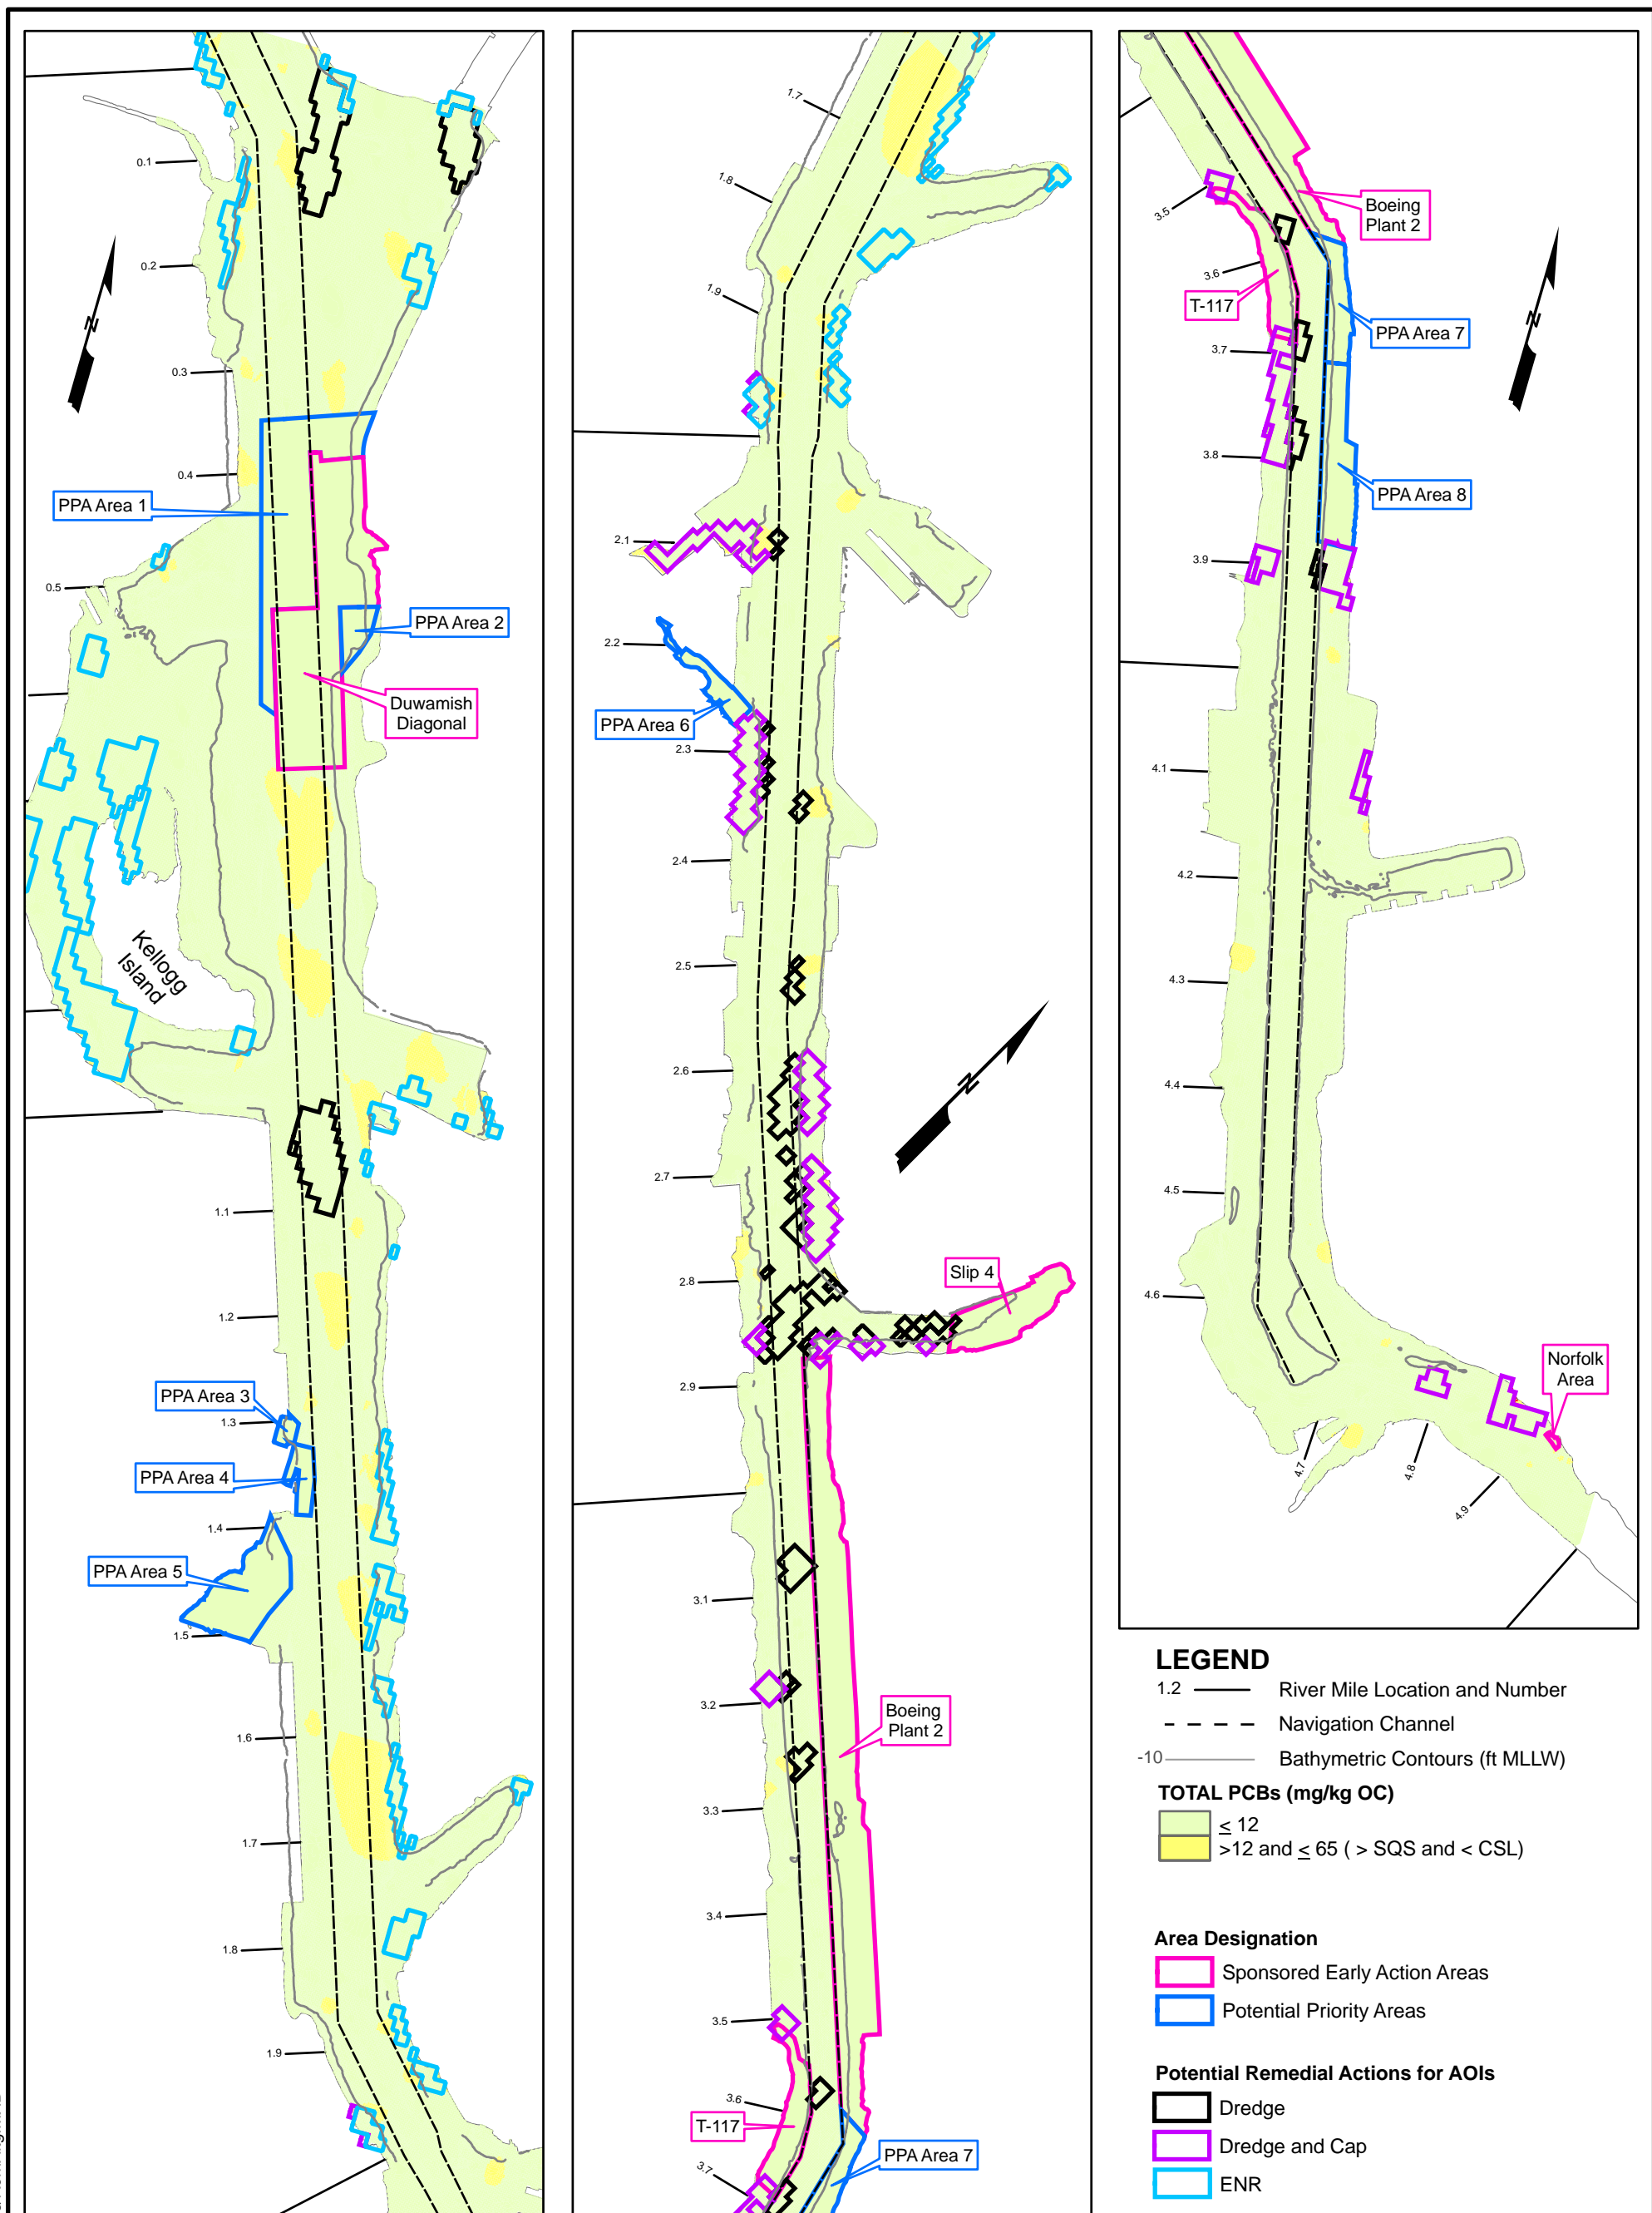 0.1
0.2
0.3
0.4
PPA Area 1
0.5
PPA Area 2
Duwamish
Diagonal
Kellogg
Island
1.1
1.2
PPA Area 3
1.3
PPA Area 4
1.4
PPA Area 5
1.5
1.6
1.7
1.8
1.9
N
1.7
1.8
1.9
2.1
2.2
PPA Area 6
2.3
2.4
2.5
2.6
N
2.7
2.8
Slip 4
2.9
3.1
3.2
Boeing
Plant 2
3.3
3.4
3.5
3.6
T-117
PPA Area 7
3.7
3.5
Boeing
Plant 2
3.6
T-117
PPA Area 7
N
3.7
3.8
PPA Area 8
3.9
4.1
4.2
4.3
4.4
4.5
4.6
Norfolk
Area
4.7
4.8
4.9
LEGEND
1.2 River Mile Location and Number
Navigation Channel
-10 Bathymetric Contours (ft MLLW)
TOTAL PCBs (mg/kg OC)
≤ 12
>12 and ≤ 65 ( > SQS and < CSL)
Area Designation
Sponsored Early Action Areas
Potential Priority Areas
Potential Remedial Actions for AOIs
Dredge
Dredge and Cap
ENR